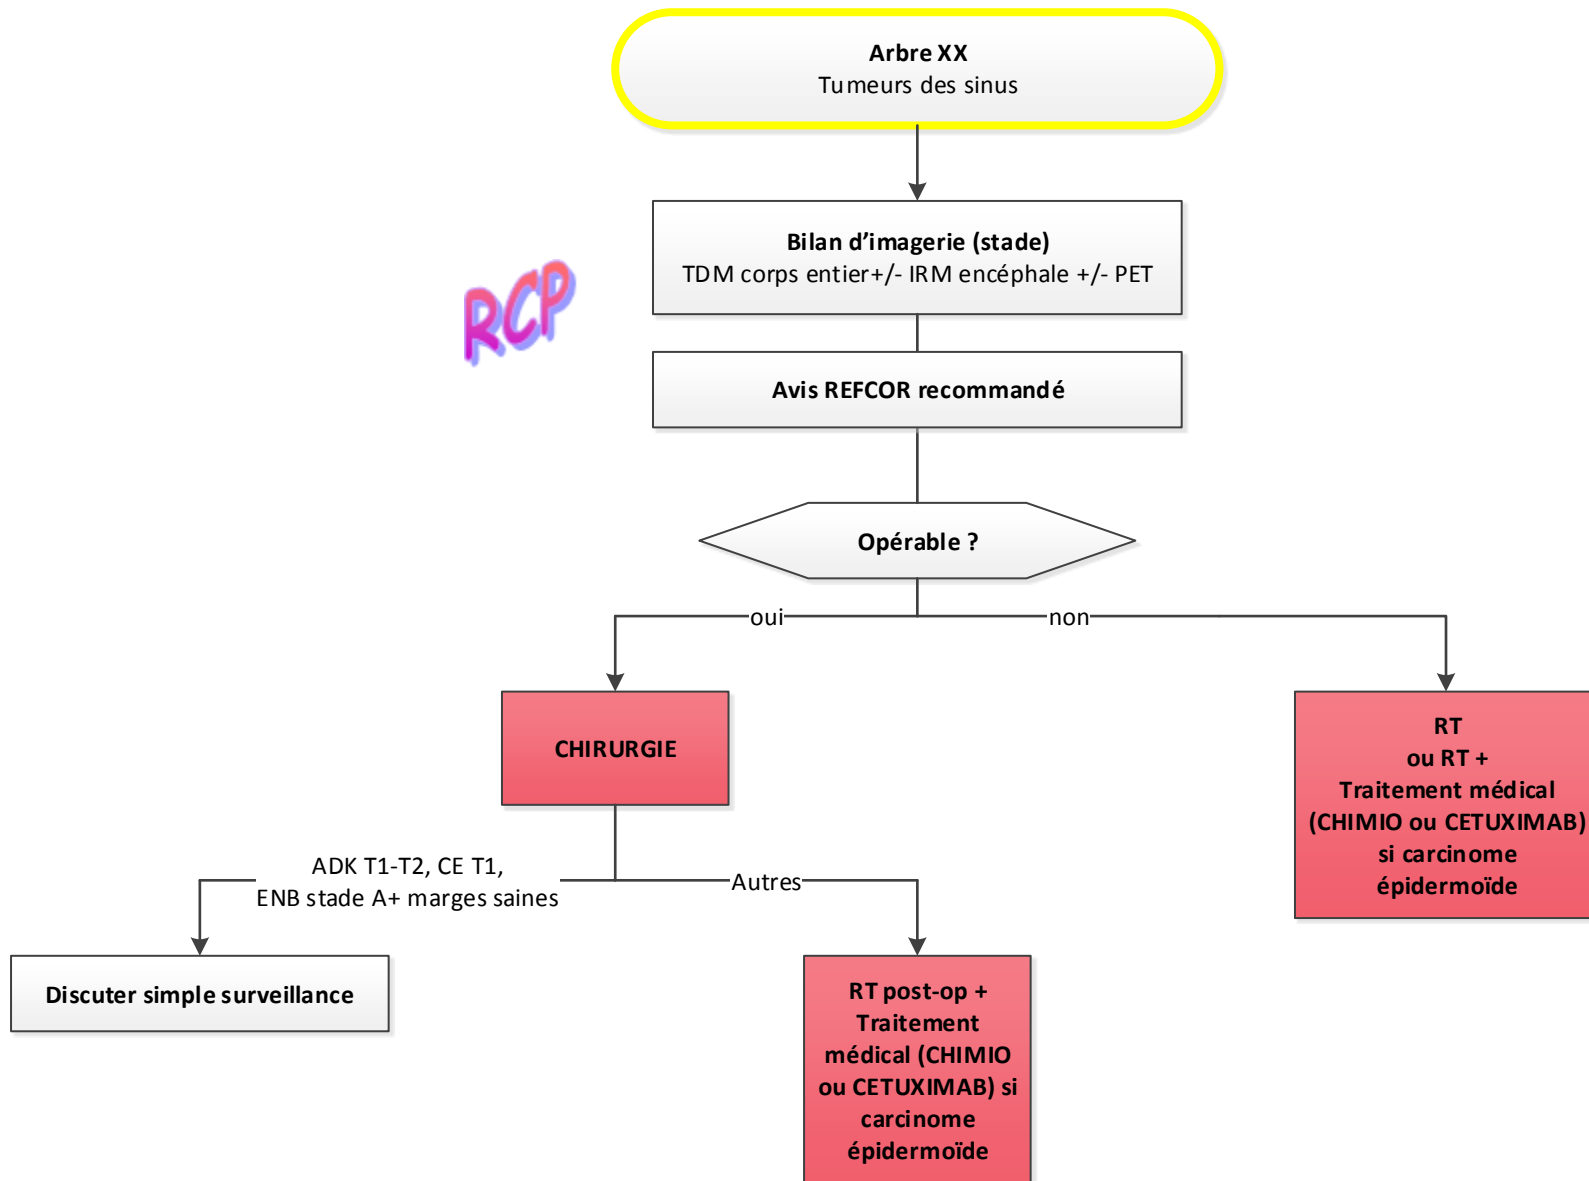 Arbre XX
Tumeurs des sinus
Bilan d’imagerie (stade)
TDM corps entier+/- IRM encéphale +/- PET
RCP
Avis REFCOR recommandé
Opérable ?
oui
non
CHIRURGIE
RT
ou RT +
Traitement médical
(CHIMIO ou CETUXIMAB)
si carcinome
épidermoïde
ADK T1-T2, CE T1,
ENB stade A+ marges saines
Autres
Discuter simple surveillance
RT post-op +
Traitement
médical (CHIMIO
ou CETUXIMAB) si
carcinome
épidermoïde